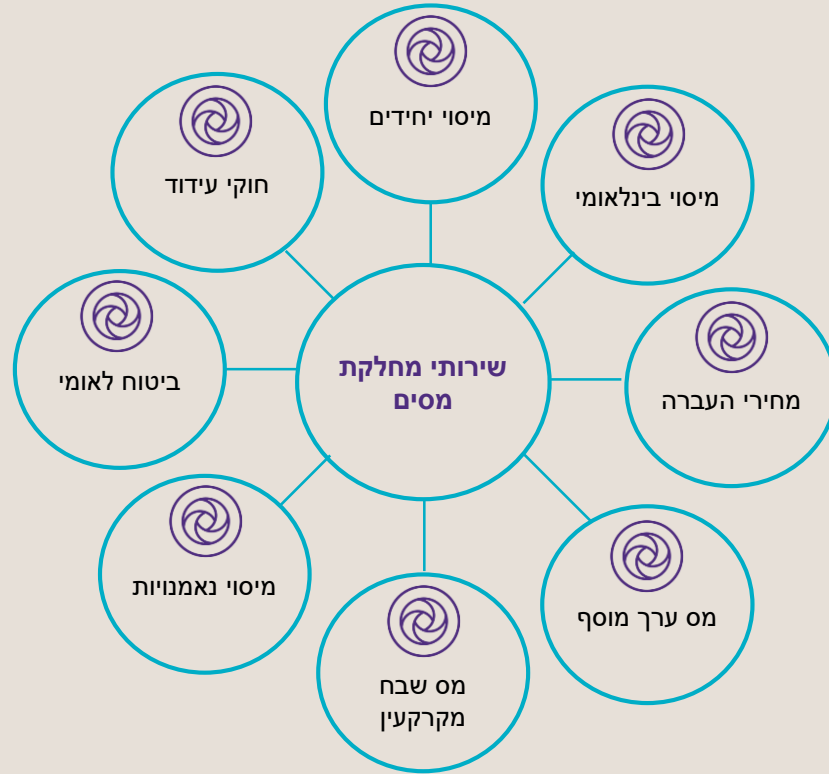 מיסוי יחידים
מיסוי בינלאומי
חוקי עידוד
מחירי העברה
ביטוח לאומי
שירותי מחלקת
מסים
מס ערך מוסף
מיסוי נאמנויות
מס שבח
מקרקעין